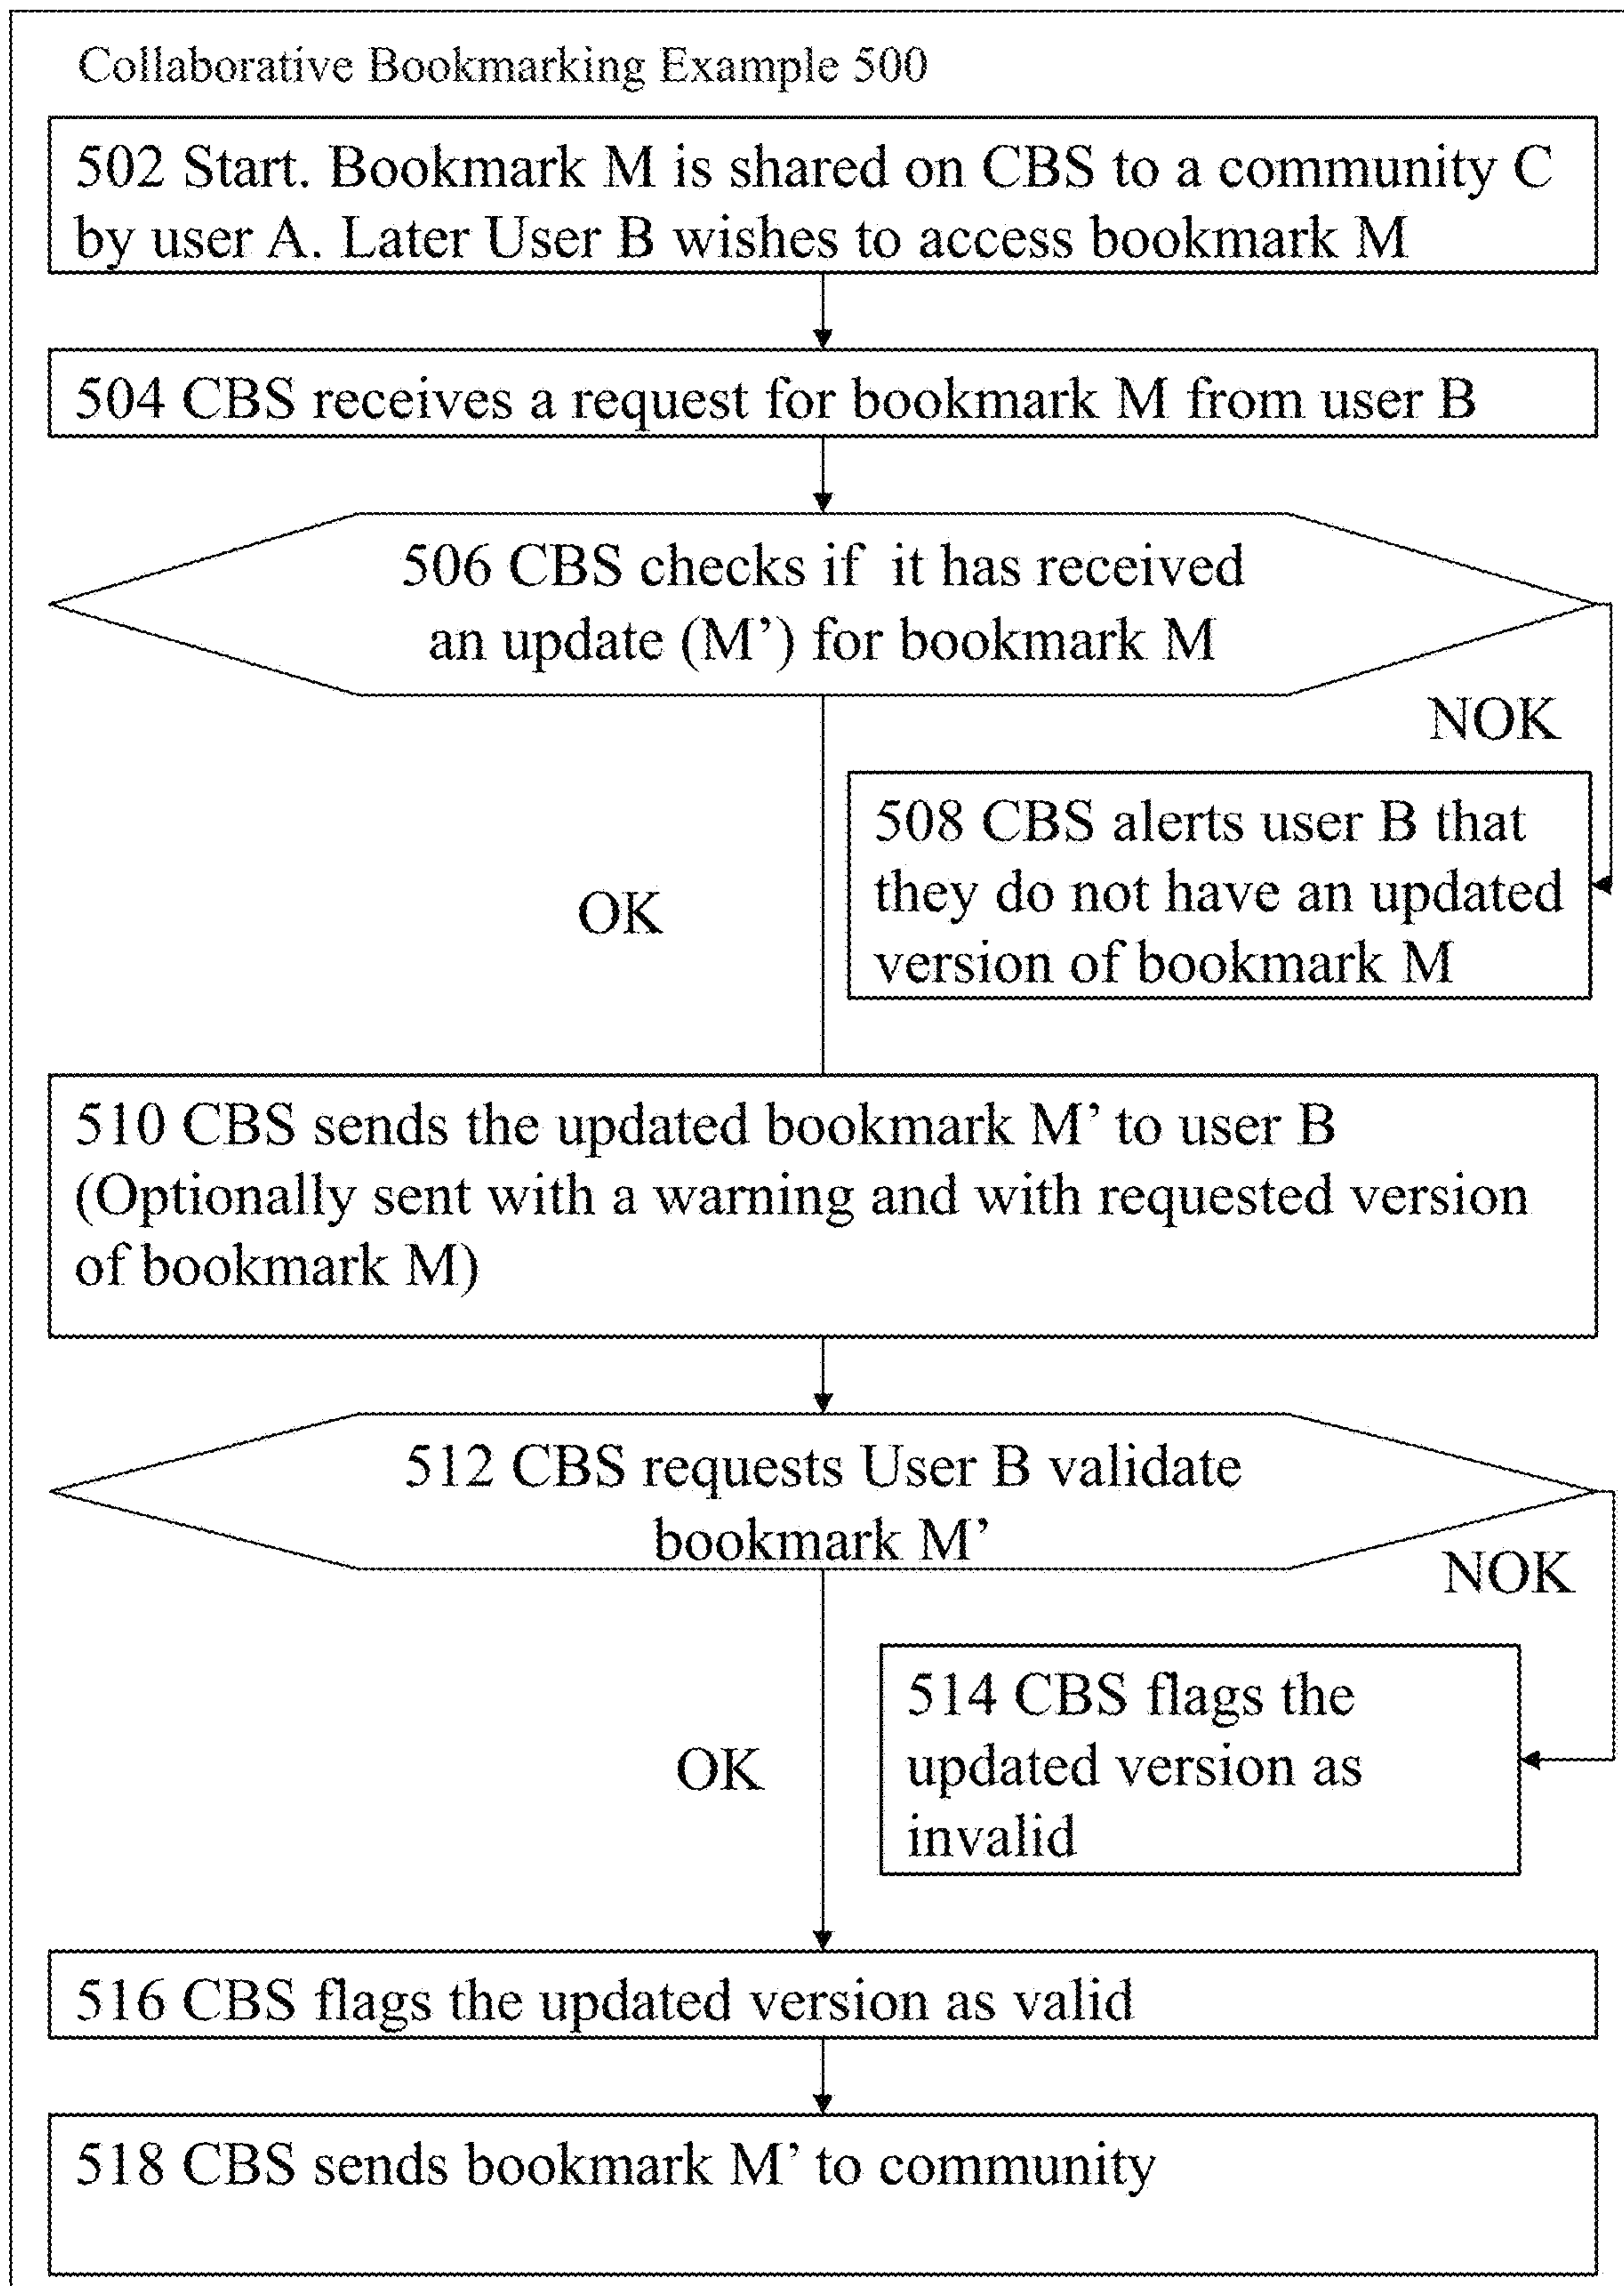 Collaborative Bookmarking Example 500
502 Start. Bookmark M is shared on CBS to a community C
by user A. Later User B wishes to access bookmark M
504 CBS receives a request for bookmark M from user B
506 CBS checks if it has received
an update (M’) for bookmark M
NOK
508 CBS alerts user B that
they do not have an updated
version of bookmark M
OK
510 CBS sends the updated bookmark M’ to user B
(Optionally sent with a warning and with requested version
of bookmark M)
512 CBS requests User B validate
bookmark M’
NOK
514 CBS flags the
updated version as
invalid
OK
516 CBS flags the updated version as valid
518 CBS sends bookmark M’ to community